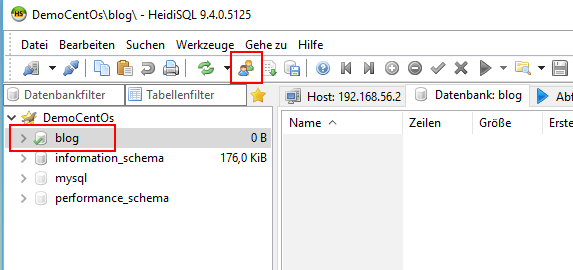 DemoCentOs\blog\ - HeidiSQL 9.4.0.5125
Datei Bearbeiten Suchen Werkzeuge Gehe zu Hilfe
Datenbankfilter Tabellenfilter Host: 192.168.56.2 Datenbank: blog Abf
DemoCentOs Name Zeilen Größe Erste
blog 0 B
information_schema 176,0 KiB
mysql
performance_schema